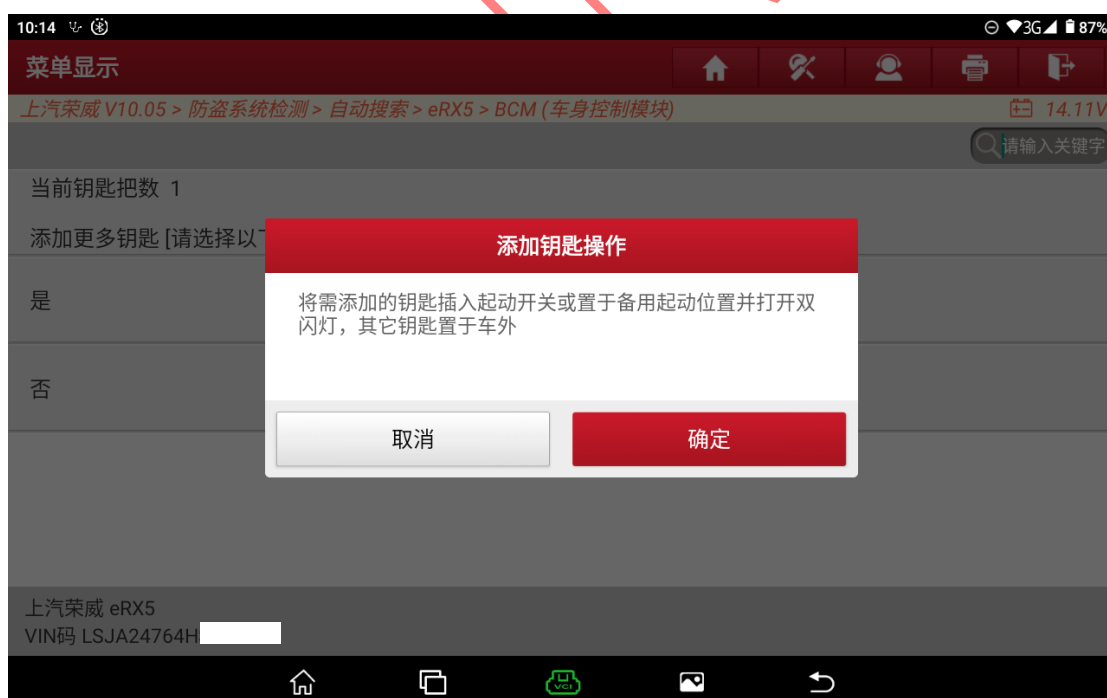 10:14
3G 87%
菜单显示
上汽荣威 V10.05 > 防盗系统检测 > 自动搜索 > eRX5 > BCM (车身控制模块)
14.11V
请输入关键字
当前钥匙把数 1
添加更多钥匙 [请选择以下
添加钥匙操作
是
将需添加的钥匙插入起动开关或置于备用起动位置并打开双
闪灯，其它钥匙置于车外
否
取消
确定
上汽荣威 eRX5
VIN码 LSJA24764H
VCI